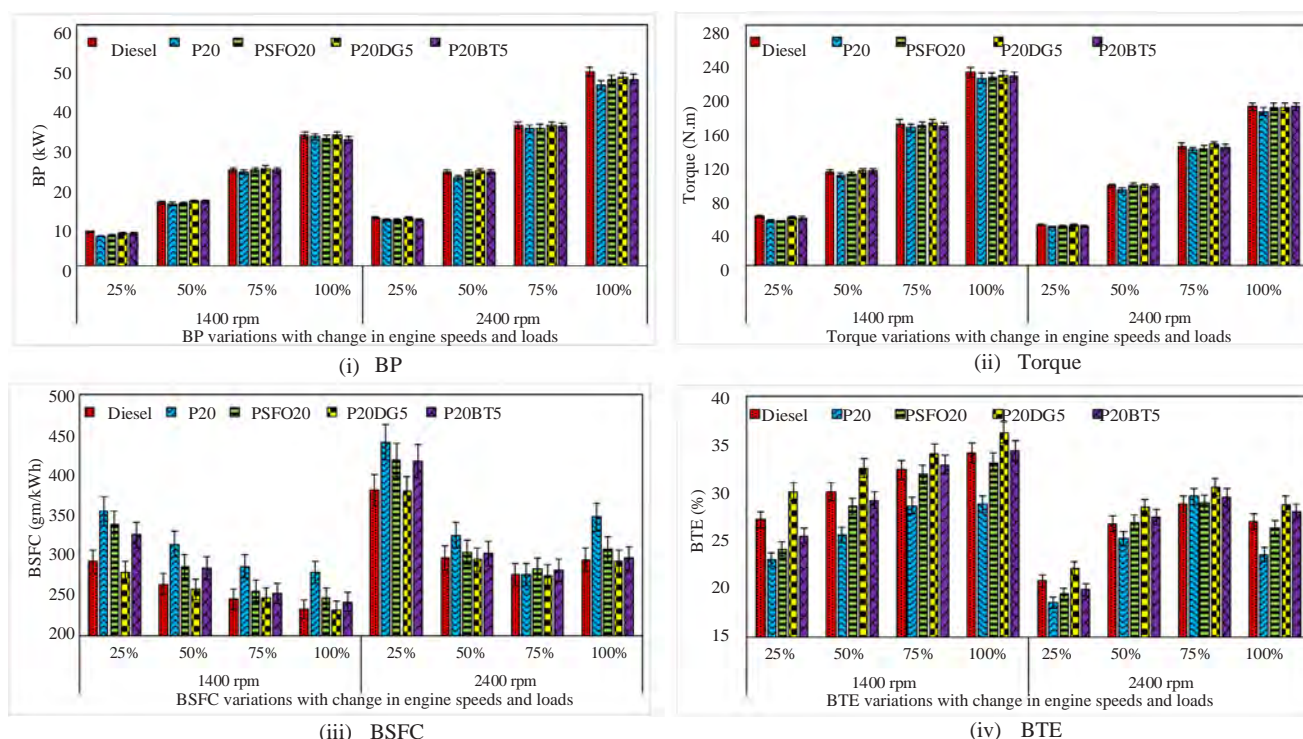 60
50
40
30
20
10
0
BP (kW)
Diesel P20 PSFO20 P20DG5 P20BT5
25% 50% 75% 100% 25% 50% 75% 100%
1400 rpm 2400 rpm
BP variations with change in engine speeds and loads
(i) BP
280
240
200
160
120
80
40
0
Torque (N.m)
Diesel P20 PSFO20 P20DG5 P20BT5
25% 50% 75% 100% 25% 50% 75% 100%
1400 rpm 2400 rpm
Torque variations with change in engine speeds and loads
(ii) Torque
500
450
400
350
300
250
200
BSFC (gm/kWh)
Diesel P20 PSFO20 P20DG5 P20BT5
25% 50% 75% 100% 25% 50% 75% 100%
1400 rpm 2400 rpm
BSFC variations with change in engine speeds and loads
(iii) BSFC
40
35
30
25
20
15
BTE (%)
Diesel P20 PSFO20 P20DG5 P20BT5
25% 50% 75% 100% 25% 50% 75% 100%
1400 rpm 2400 rpm
BTE variations with change in engine speeds and loads
(iv) BTE